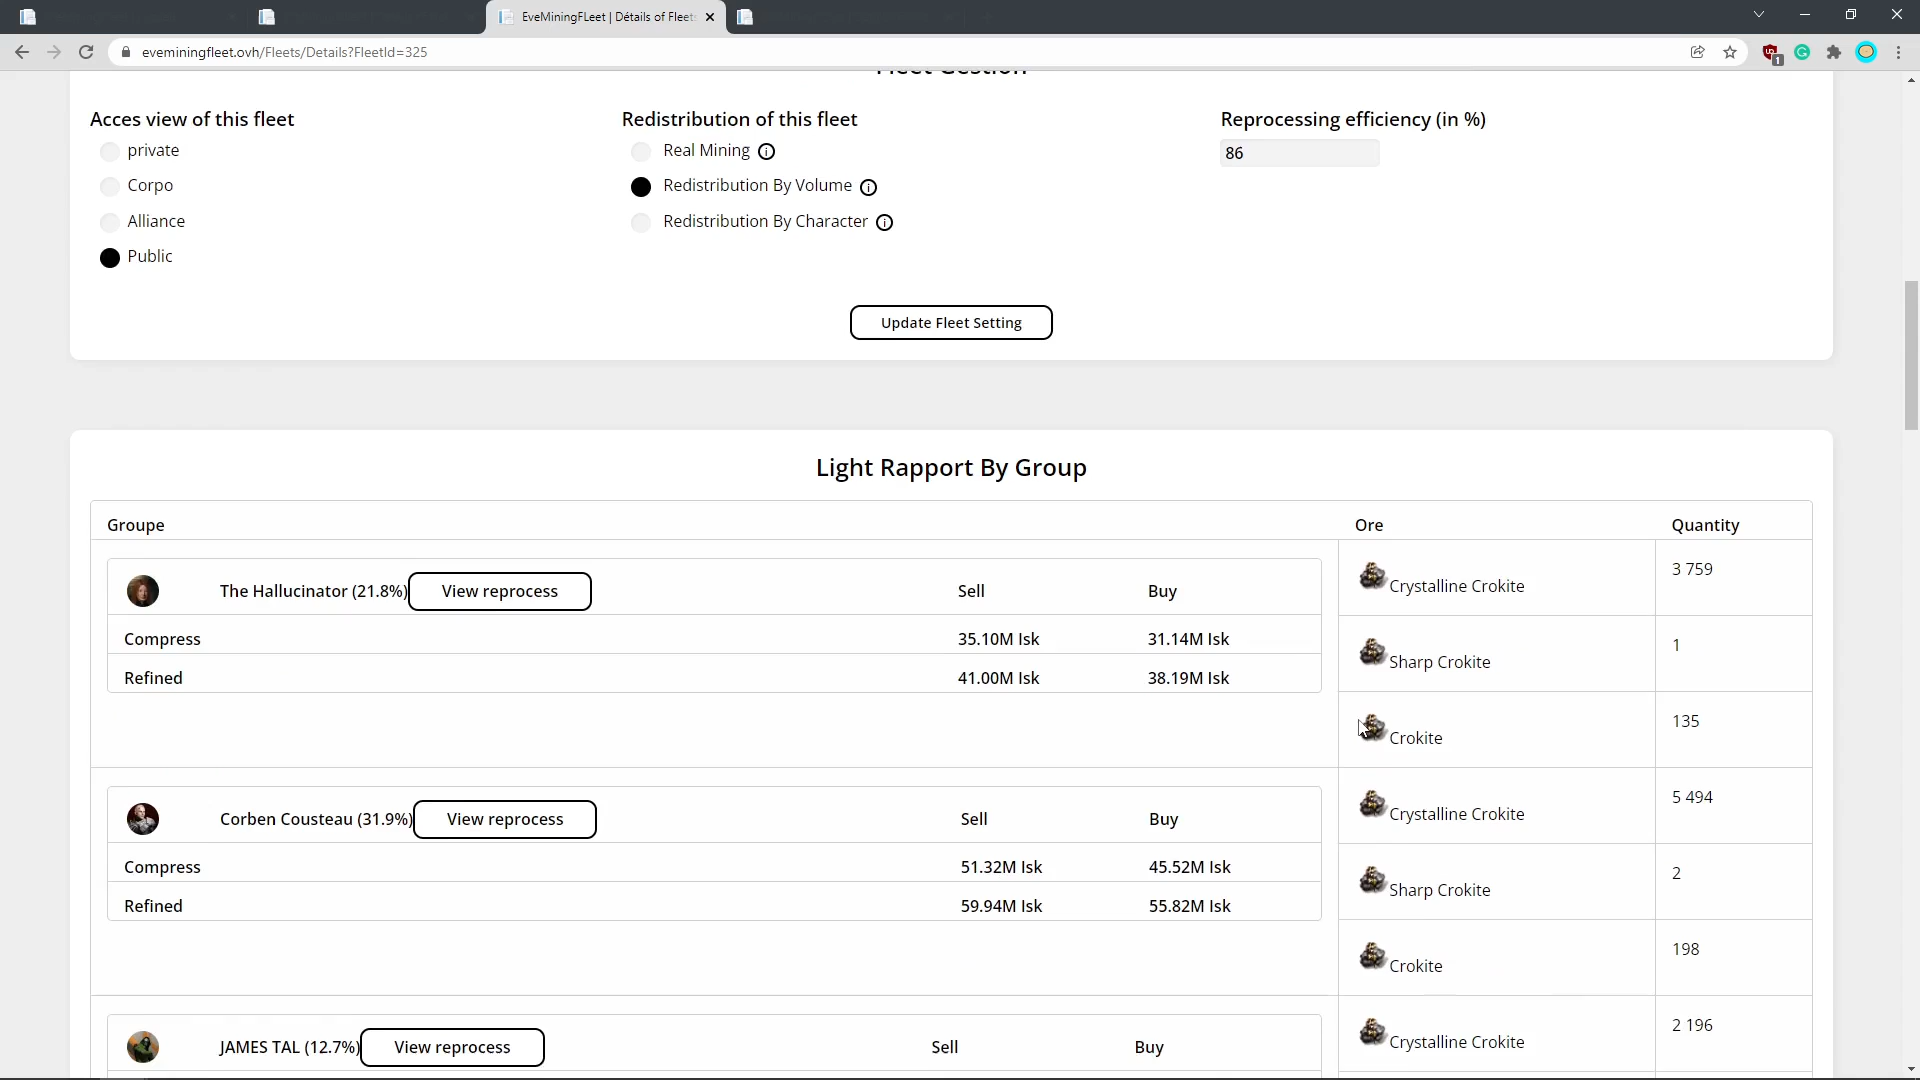 EveMiningFLeet | Détails of Fleet
eveminingfleet.ovh/Fleets/Details?FleetId=325
1
Fleet Gestion
Acces view of this fleet
private
Corpo
Alliance
Public
Redistribution of this fleet
Real Mining
Redistribution By Volume
Redistribution By Character
Reprocessing efficiency (in %)
86
Update Fleet Setting
Light Rapport By Group
Groupe Ore Quantity
The Hallucinator (21.8%) View reprocess Sell Buy
Compress 35.10M Isk 31.14M Isk
Refined 41.00M Isk 38.19M Isk
Crystalline Crokite 3 759
Sharp Crokite 1
Crokite 135
Corben Cousteau (31.9%) View reprocess Sell Buy
Compress 51.32M Isk 45.52M Isk
Refined 59.94M Isk 55.82M Isk
Crystalline Crokite 5 494
Sharp Crokite 2
Crokite 198
JAMES TAL (12.7%) View reprocess Sell Buy
Crystalline Crokite 2 196